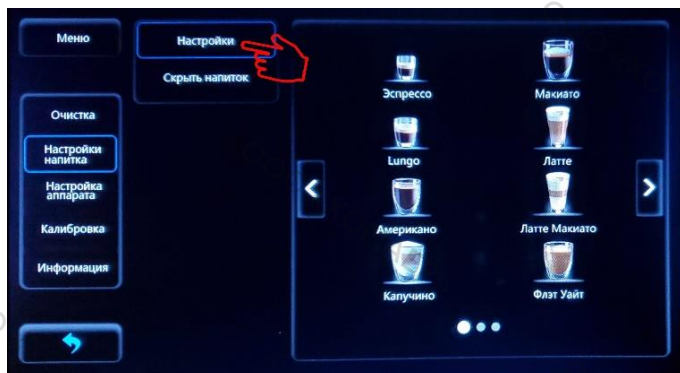 Меню
Настройки
Скрыть напиток
Очистка
Настройки
напитка
Настройка
аппарата
Калибровка
Информация
Эспрессо
Макиато
Lungo
Латте
Американо
Латте Макиато
Капучино
Флэт Уайт